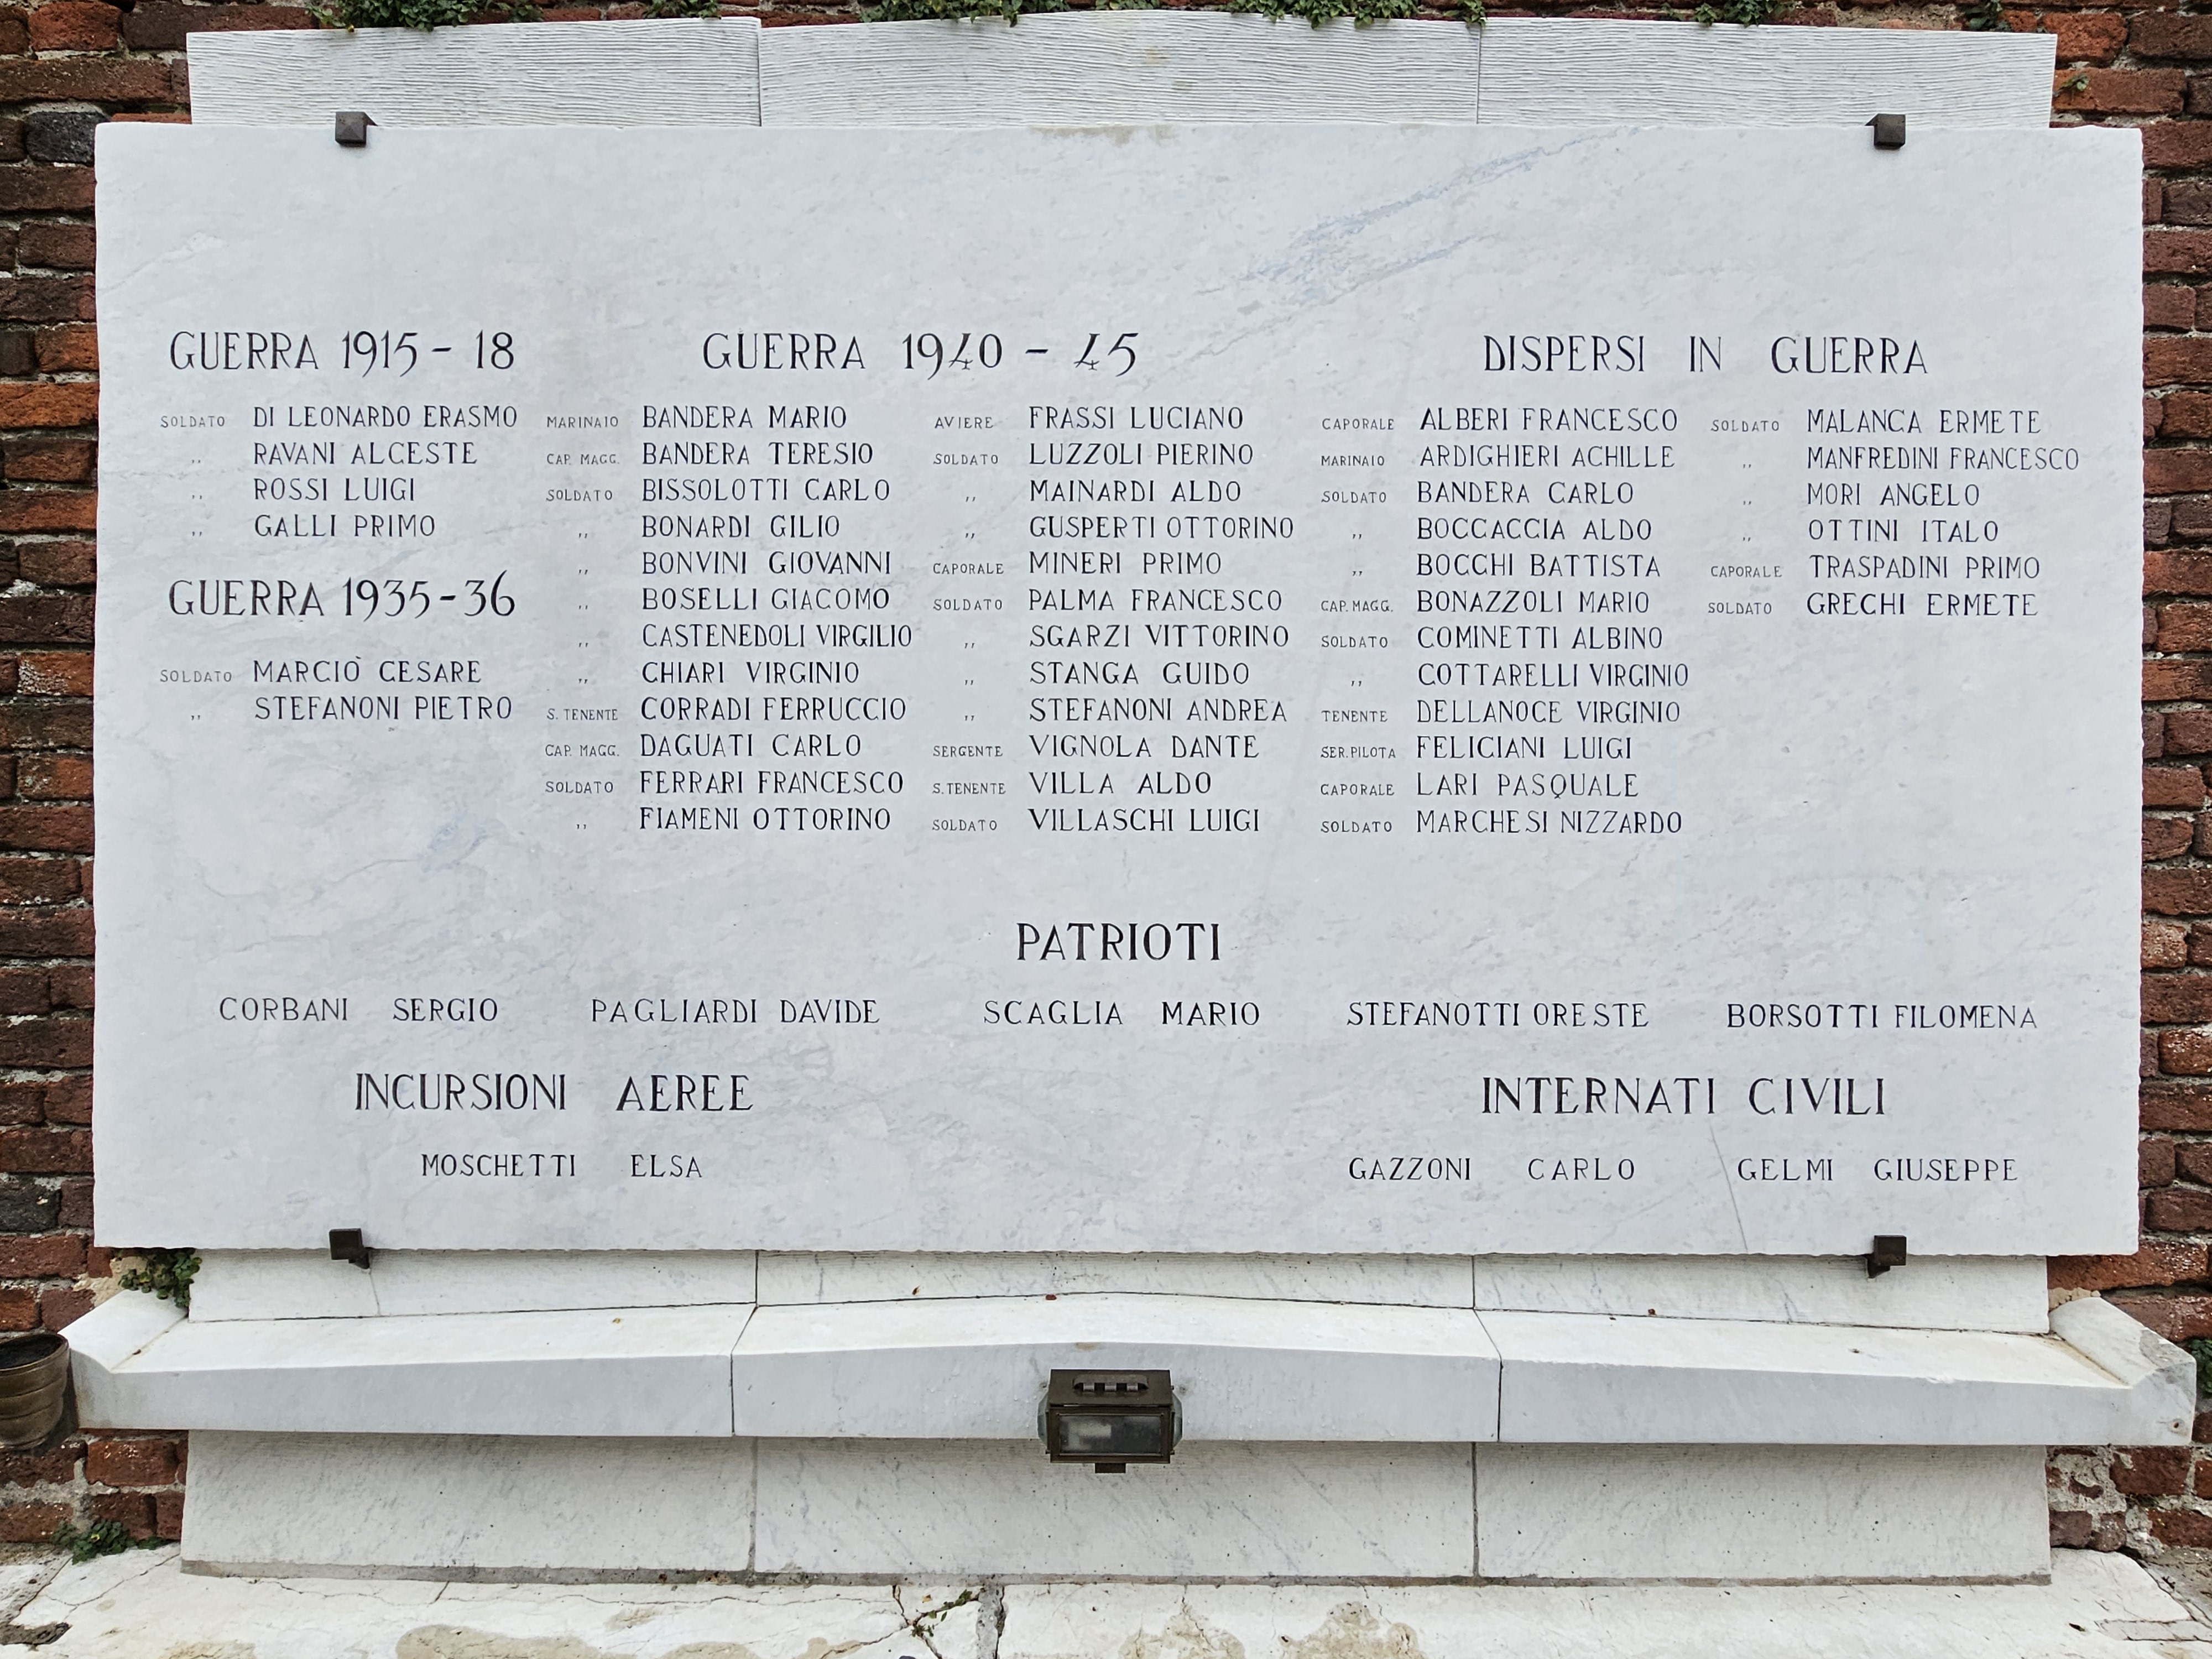 GUERRA 1915 - 18
SOLDATO DI LEONARDO ERASMO
,, RAVANI ALCESTE
,, ROSSI LUIGI
,, GALLI PRIMO
GUERRA 1935-36
SOLDATO MARCIÒ CESARE
,, STEFANONI PIETRO
GUERRA 1940 - 45
MARINAIO BANDERA MARIO
CAP. MAGG. BANDERA TERESIO
SOLDATO BISSOLOTTI CARLO
,, BONARDI GILIO
,, BONVINI GIOVANNI
,, BOSELLI GIACOMO
,, CASTENEDOLI VIRGILIO
,, CHIARI VIRGINIO
S. TENENTE CORRADI FERRUCCIO
CAP. MAGG. DAGUATI CARLO
SOLDATO FERRARI FRANCESCO
,, FIAMENI OTTORINO
AVIERE FRASSI LUCIANO
SOLDATO LUZZOLI PIERINO
,, MAINARDI ALDO
,, GUSPERTI OTTORINO
CAPORALE MINERI PRIMO
SOLDATO PALMA FRANCESCO
,, SGARZI VITTORINO
,, STANGA GUIDO
,, STEFANONI ANDREA
SERGENTE VIGNOLA DANTE
S. TENENTE VILLA ALDO
SOLDATO VILLASCHI LUIGI
DISPERSI IN GUERRA
CAPORALE ALBERI FRANCESCO
MARINAIO ARDIGHIERI ACHILLE
SOLDATO BANDERA CARLO
,, BOCCACCIA ALDO
,, BOCCHI BATTISTA
CAP. MAGG. BONAZZOLI MARIO
SOLDATO COMINETTI ALBINO
,, COTTARELLI VIRGINIO
TENENTE DELLANOCE VIRGINIO
SER. PILOTA FELICIANI LUIGI
CAPORALE LARI PASQUALE
SOLDATO MARCHESI NIZZARDO
SOLDATO MALANCA ERMETE
,, MANFREDINI FRANCESCO
,, MORI ANGELO
,, OTTINI ITALO
CAPORALE TRASPADINI PRIMO
SOLDATO GRECHI ERMETE
PATRIOTI
CORBANI SERGIO PAGLIARDI DAVIDE SCAGLIA MARIO STEFANOTTI ORESTE BORSOTTI FILOMENA
INCURSIONI AEREE
MOSCHETTI ELSA
INTERNATI CIVILI
GAZZONI CARLO GELMI GIUSEPPE